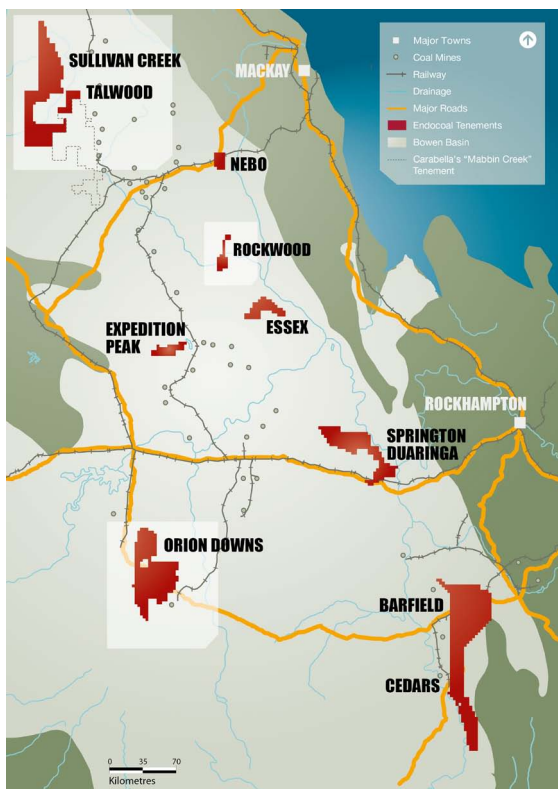 SULLIVAN CREEK
TALWOOD
MACKAY
Major Towns
Coal Mines
Railway
Drainage
Major Roads
Endocoal Tenements
Bowen Basin
Carabella's "Mabbin Creek"
Tenement
NEBO
ROCKWOOD
ESSEX
EXPEDITION
PEAK
ROCKHAMPTON
SPRINGTON
DUARINGA
ORION DOWNS
BARFIELD
CEDARS
0 35 70
Kilometres